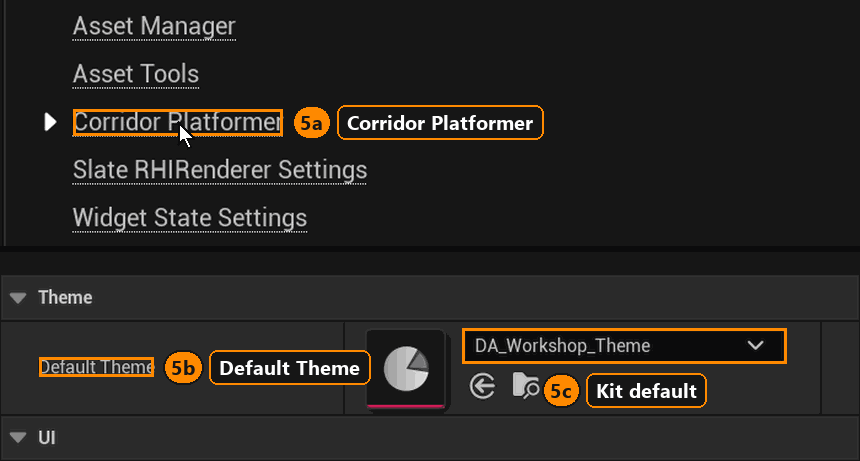 Asset Manager
Asset Tools
Corridor Platformer 5a Corridor Platformer
Slate RHIRenderer Settings
Widget State Settings
Theme
DA_Workshop_Theme
Default Theme 5b Default Theme
5c Kit default
UI